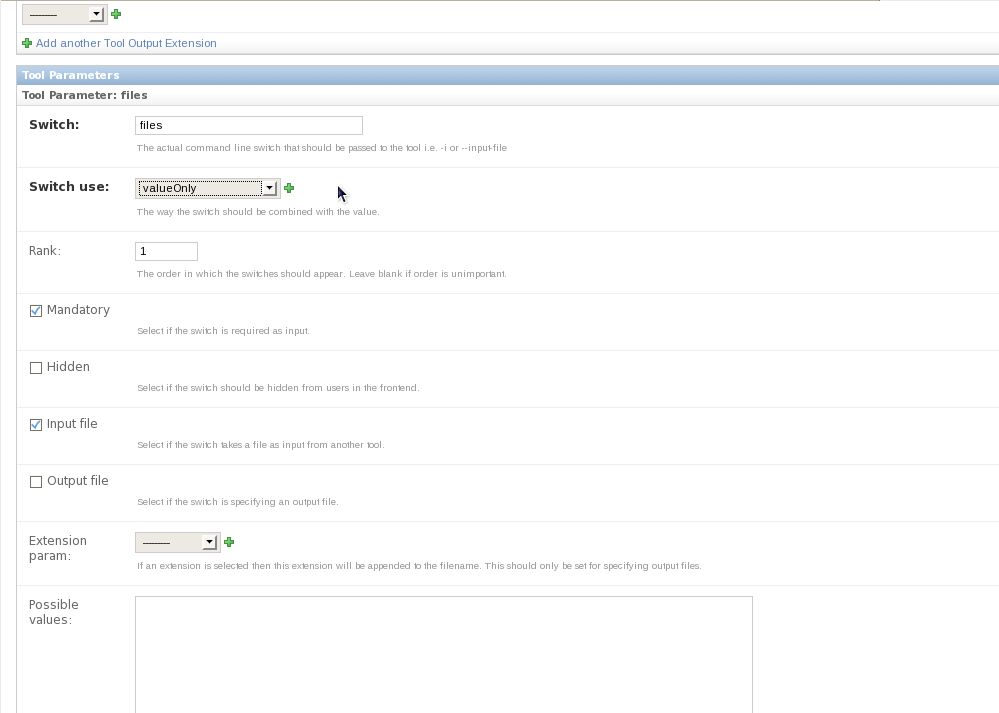 ---------
Add another Tool Output Extension
Tool Parameters
Tool Parameter: files
Switch: files
The actual command line switch that should be passed to the tool i.e. -i or --input-file
Switch use: valueOnly
The way the switch should be combined with the value.
Rank: 1
The order in which the switches should appear. Leave blank if order is unimportant.
Mandatory
Select if the switch is required as input.
Hidden
Select if the switch should be hidden from users in the frontend.
Input file
Select if the switch takes a file as input from another tool.
Output file
Select if the switch is specifying an output file.
Extension
param: ---------
If an extension is selected then this extension will be appended to the filename. This should only be set for specifying output files.
Possible
values: